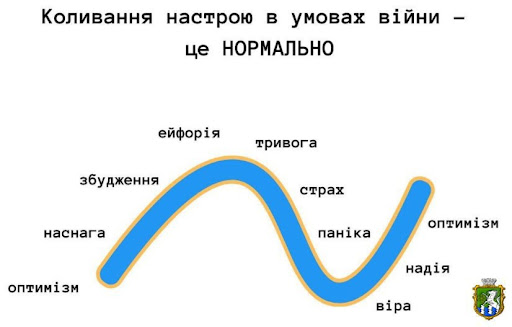 Коливання настрою в умовах війни –
це НОРМАЛЬНО
ейфорія
тривога
збудження
страх
наснага
паніка
оптимізм
надія
оптимізм
віра